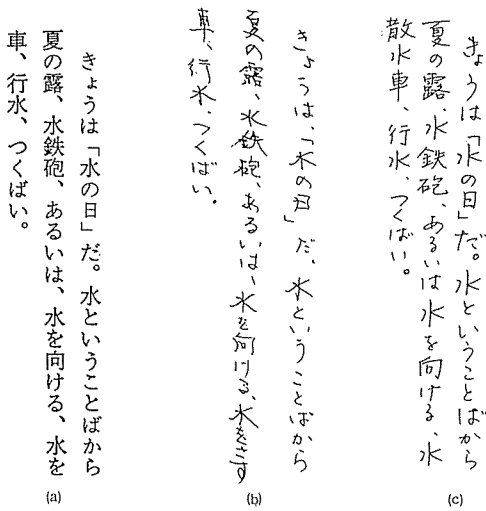 きょうは「水の日」だ。水ということばから
夏の露、水鉄砲、あるいは、水を向ける、水を
車、行水、つくばい。
(a)
きょうは、「水の日」だ、水ということばから
夏の露、水鉄砲、あるいは、水を向ける、水をさす
車、行水、つくばい。
(b)
きょうは「水の日」だ。水ということばから
夏の露、水鉄砲、あるいは水を向ける、水
散水車、行水、つくばい。
(c)